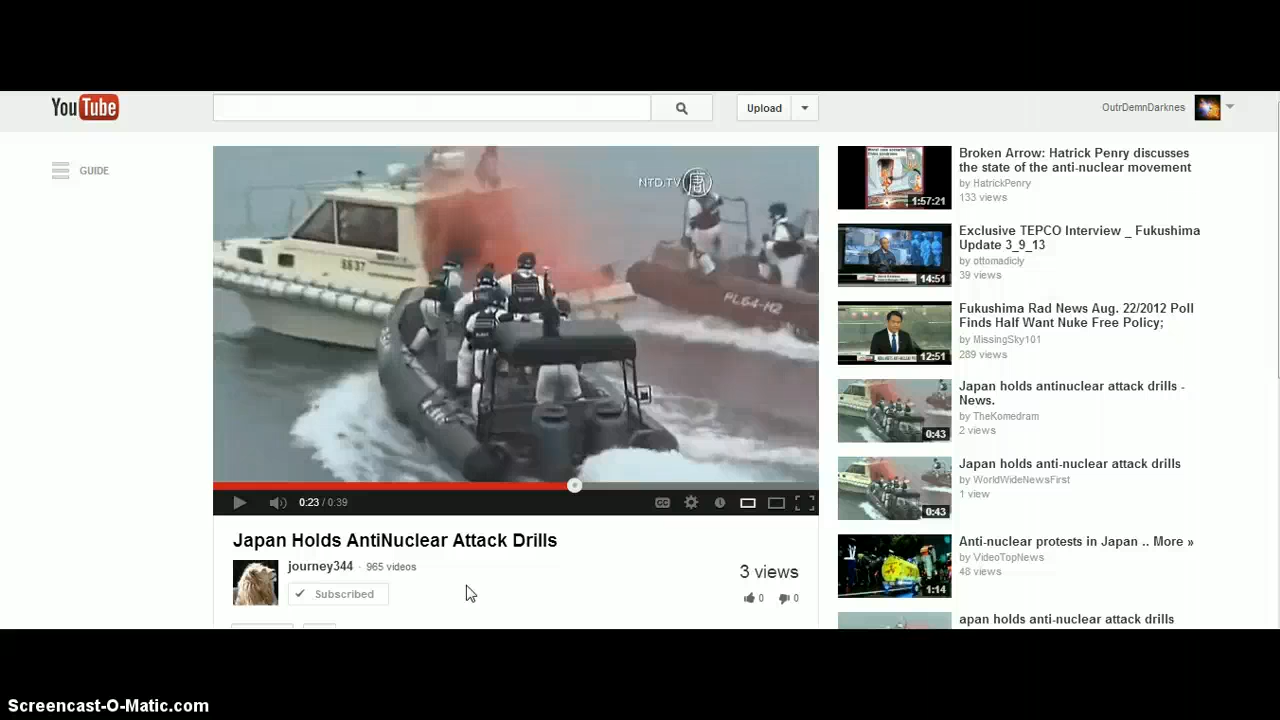 YouTube
Upload
OutrDemnDarknes
GUIDE
NTD.TV 唐
SS37
PL64-H2
0:23 / 0:39
CC
Japan Holds AntiNuclear Attack Drills
journey344 · 965 videos
Subscribed
3 views
0 0
1:57:21
Broken Arrow: Hatrick Penry discusses
the state of the anti-nuclear movement
by HatrickPenry
133 views
14:51
Exclusive TEPCO Interview _ Fukushima
Update 3_9_13
by ottomadicly
39 views
12:51
Fukushima Rad News Aug. 22/2012 Poll
Finds Half Want Nuke Free Policy;
by MissingSky101
289 views
0:43
Japan holds antinuclear attack drills -
News.
by TheKomedram
2 views
0:43
Japan holds anti-nuclear attack drills
by WorldWideNewsFirst
1 view
1:14
Anti-nuclear protests in Japan .. More »
by VideoTopNews
48 views
apan holds anti-nuclear attack drills
Screencast-O-Matic.com